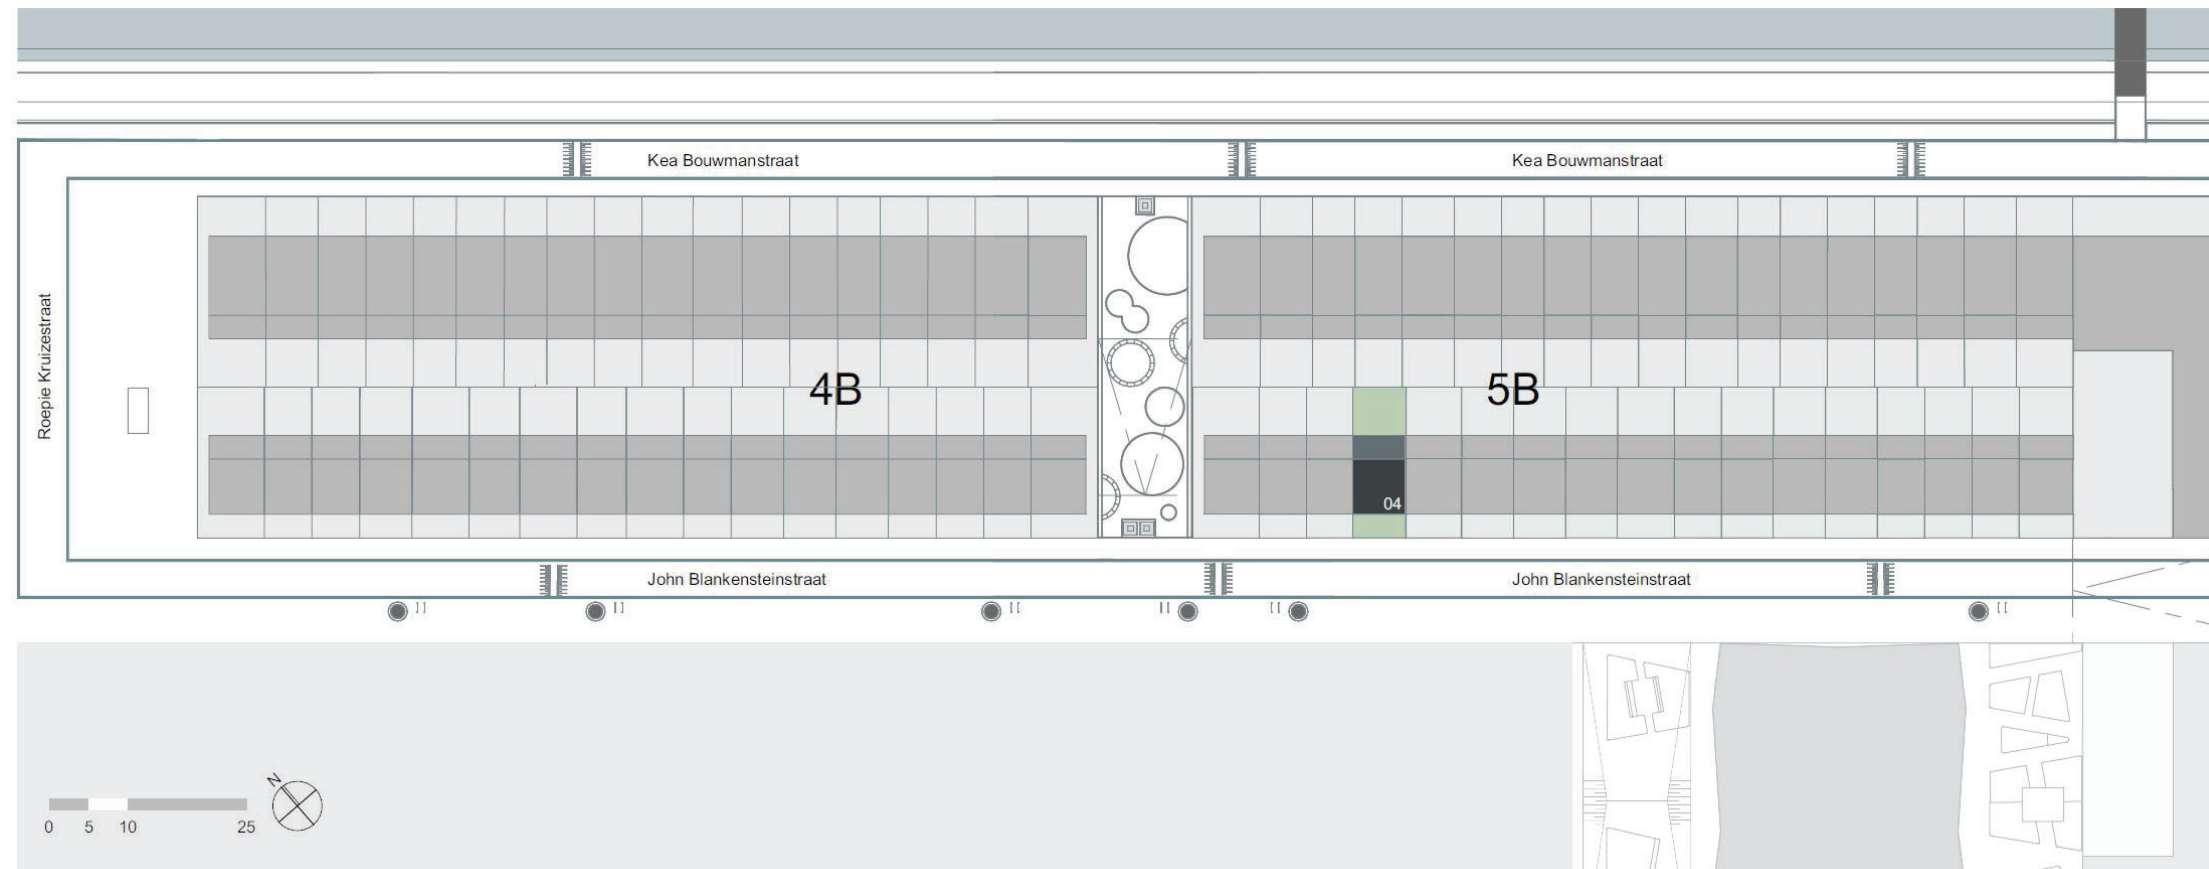 Kea Bouwmanstraat
Kea Bouwmanstraat
Roepie Kruizestraat
4B
5B
04
John Blankensteinstraat
John Blankensteinstraat
N
0 5 10 25